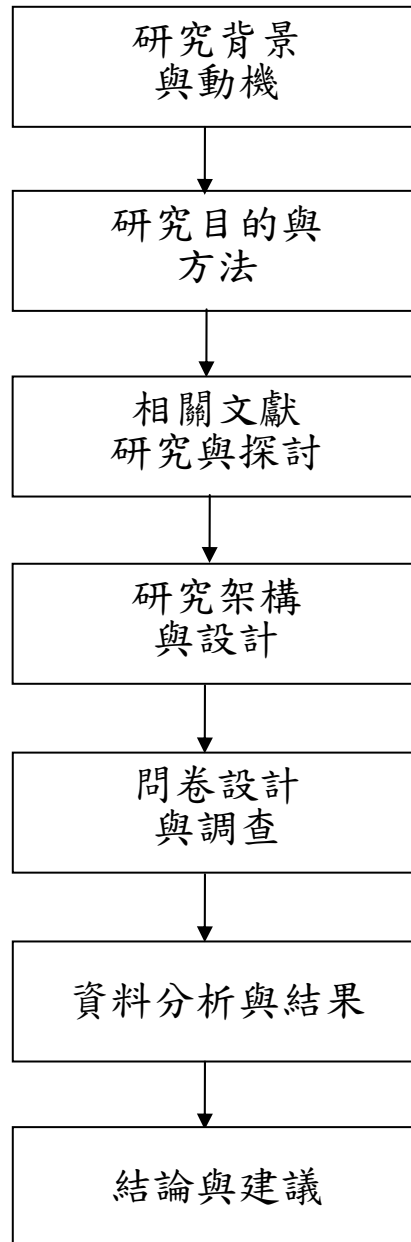 研究背景
與動機
研究目的與
方法
相關文獻
研究與探討
研究架構
與設計
問卷設計
與調查
資料分析與結果
結論與建議